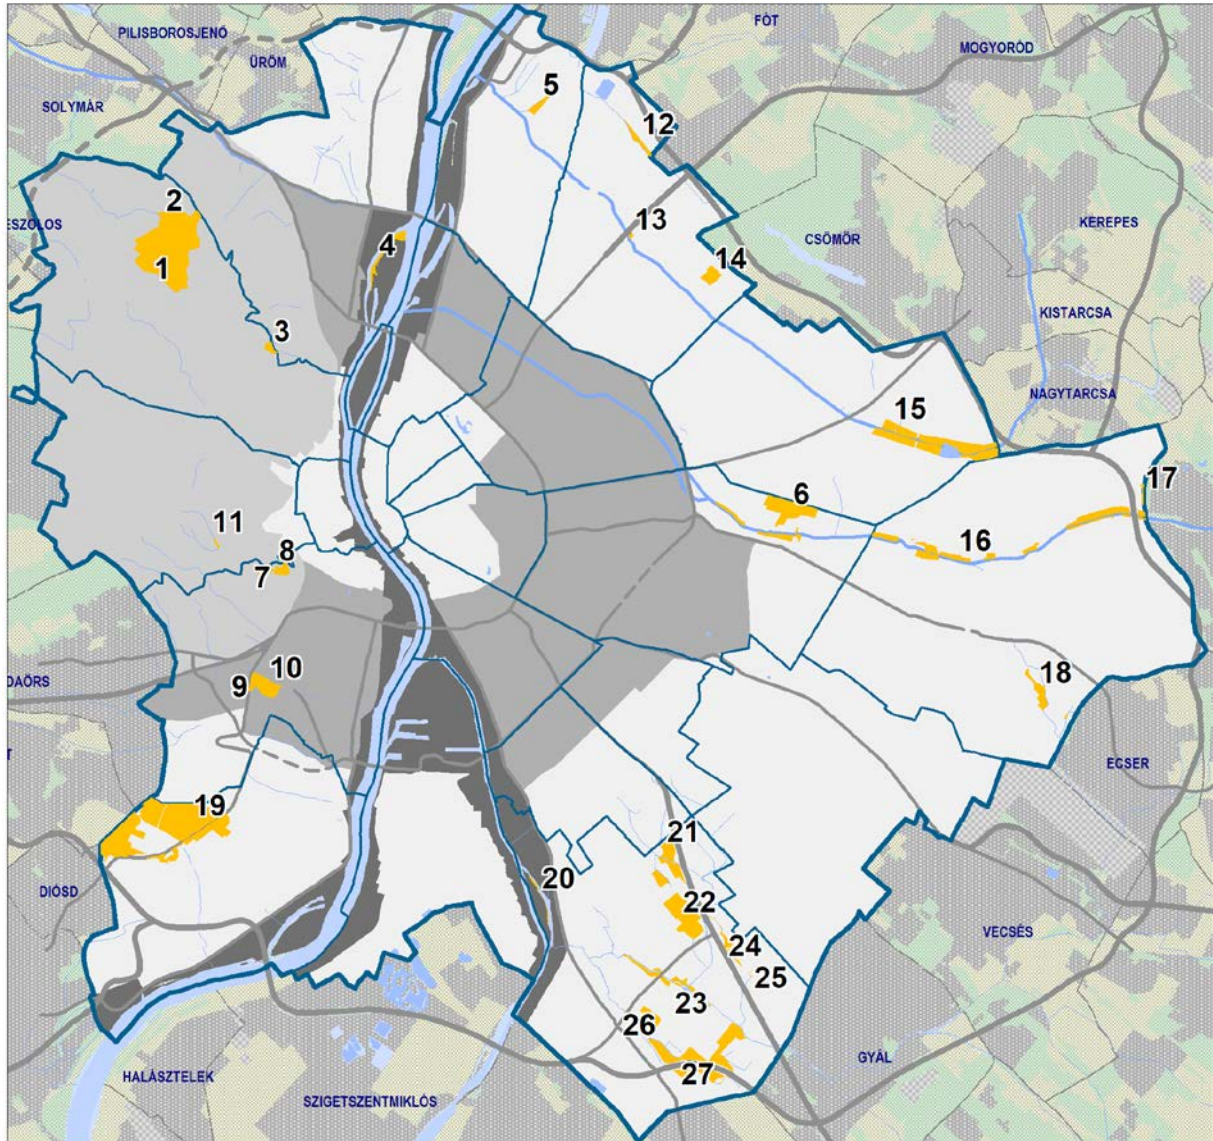 FÓT
PILISBOROSJENŐ
MOGYORÓD
ÜRÖM
SOLYMÁR
5
12
2
ESZOLOS
KEREPES
13
CSÖMÖR
4
14
1
KISTARCSA
3
NAGYTARCSA
15
17
6
11
16
8
7
10
18
DAÖRS
9
T
ECSER
19
21
DIÓSD
20
22
VECSÉS
24
25
23
26
GYÁL
27
HALÁSZTELEK
SZIGETSZENTMIKLÓS